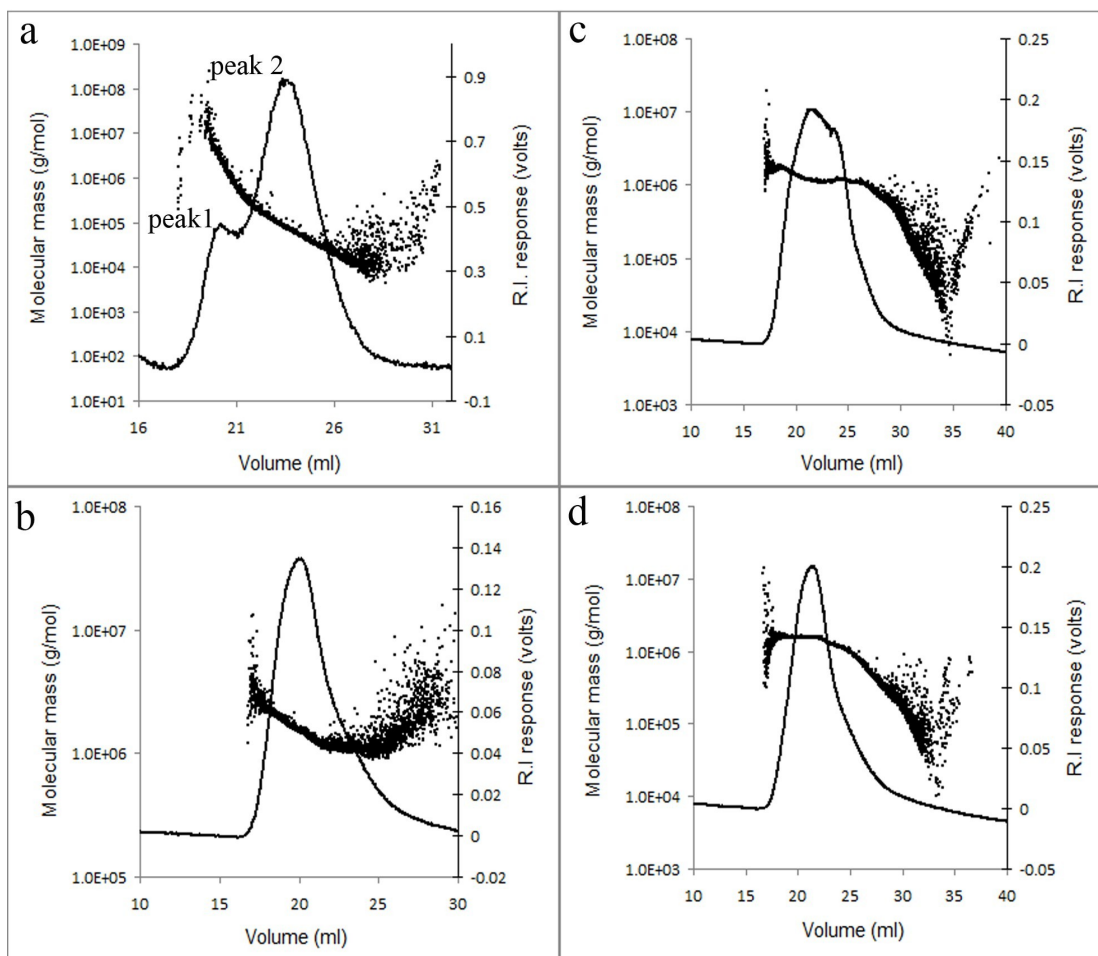 a
peak 2
peak1
1.0E+09
1.0E+08
1.0E+07
1.0E+06
1.0E+05
1.0E+04
1.0E+03
1.0E+02
1.0E+01
Molecular mass (g/mol)
0.9
0.7
0.5
0.3
0.1
-0.1
R.I. response (volts)
16 21 26 31
Volume (ml)
c
1.0E+08
1.0E+07
1.0E+06
1.0E+05
1.0E+04
1.0E+03
Molecular mass (g/mol)
0.25
0.2
0.15
0.1
0.05
0
-0.05
R.I response (volts)
10 15 20 25 30 35 40
Volume (ml)
b
1.0E+08
1.0E+07
1.0E+06
1.0E+05
Molecular mass (g/mol)
0.16
0.14
0.12
0.1
0.08
0.06
0.04
0.02
0
-0.02
R.I. response (volts)
10 15 20 25 30
Volume (ml)
d
1.0E+08
1.0E+07
1.0E+06
1.0E+05
1.0E+04
1.0E+03
Molecular mass (g/mol)
0.25
0.2
0.15
0.1
0.05
0
-0.05
R.I response (volts)
10 15 20 25 30 35 40
Volume (ml)